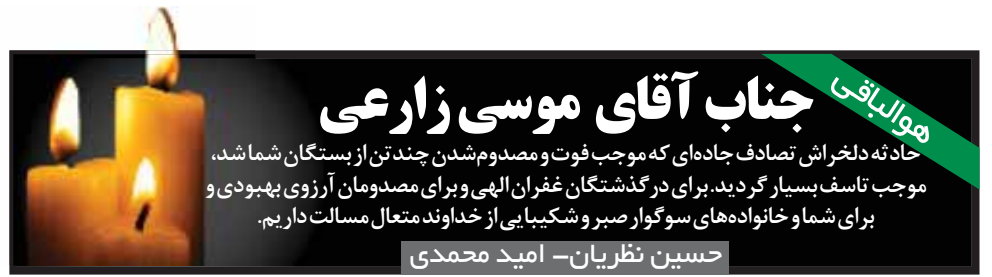 هوالباقی
جناب آقای موسی زارعی
حادثه دلخراش تصادف جاده‌ای که موجب فوت و مصدوم شدن چند تن از بستگان شما شد،
موجب تاسف بسیار گردید. برای درگذشتگان غفران الهی و برای مصدومان آرزوی بهبودی و
برای شما و خانواده‌های سوگوار صبر و شکیبایی از خداوند متعال مسالت داریم.
حسین نظریان- امید محمدی